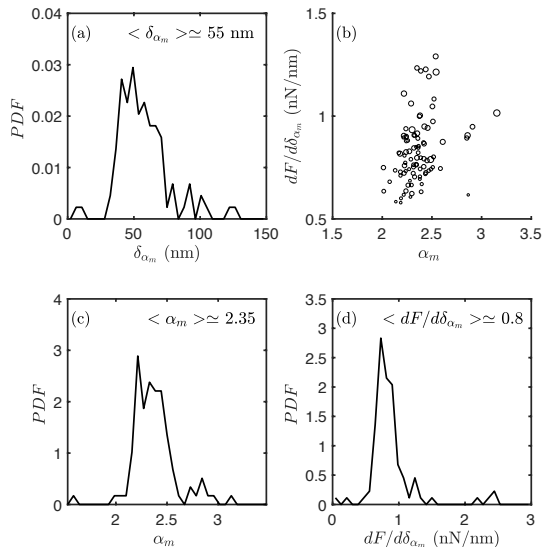 (a)
< δ_{α_m} >≃ 55 nm
PDF
0.04
0.03
0.02
0.01
0
0 50 100 150
δ_{α_m} (nm)
(b)
dF/dδ_{α_m} (nN/nm)
1.5
1
0.5
1.5 2 2.5 3 3.5
α_m
(c)
< α_m >≃ 2.35
PDF
4
3
2
1
0
2 2.5 3
α_m
(d)
< dF/dδ_{α_m} >≃ 0.8
PDF
3.5
3
2.5
2
1.5
1
0.5
0
0 1 2 3
dF/dδ_{α_m} (nN/nm)